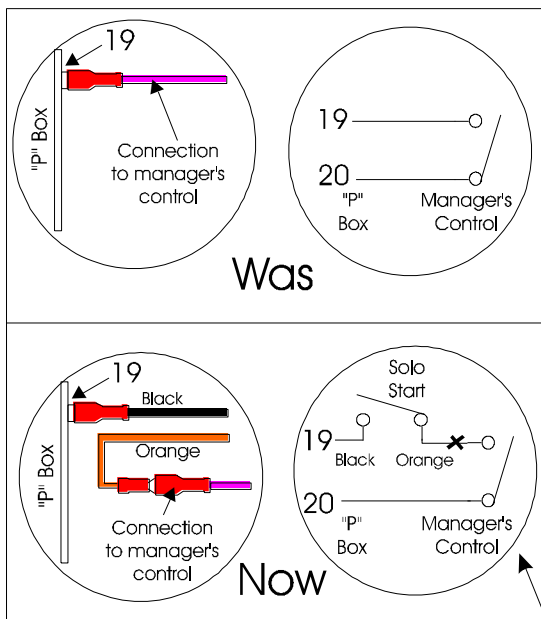 19
"P" Box
Connection
to manager's
control
19
20
"P"
Box
Manager's
Control
Was
19
"P" Box
Black
Orange
Connection
to manager's
control
Solo
Start
19
Black
Orange
20
"P"
Box
Manager's
Control
Now